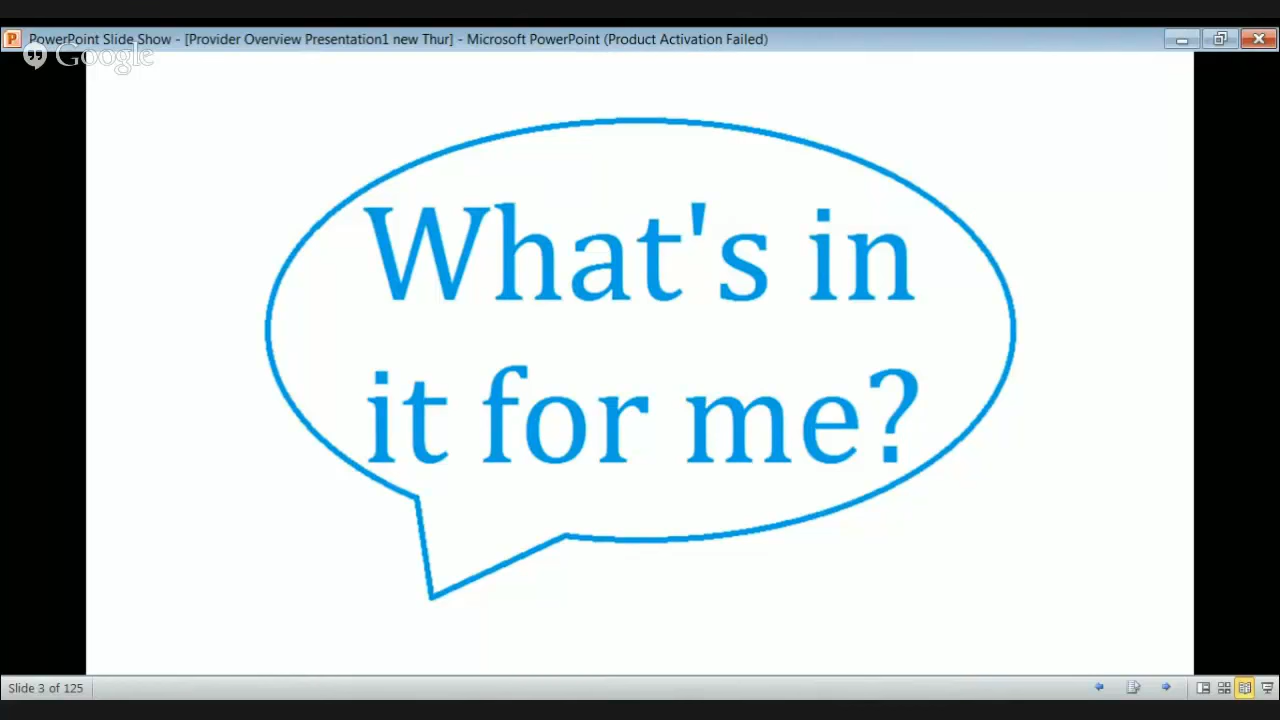 PowerPoint Slide Show - [Provider Overview Presentation1 new Thur] - Microsoft PowerPoint (Product Activation Failed)
Google
What's in
it for me?
Slide 3 of 125